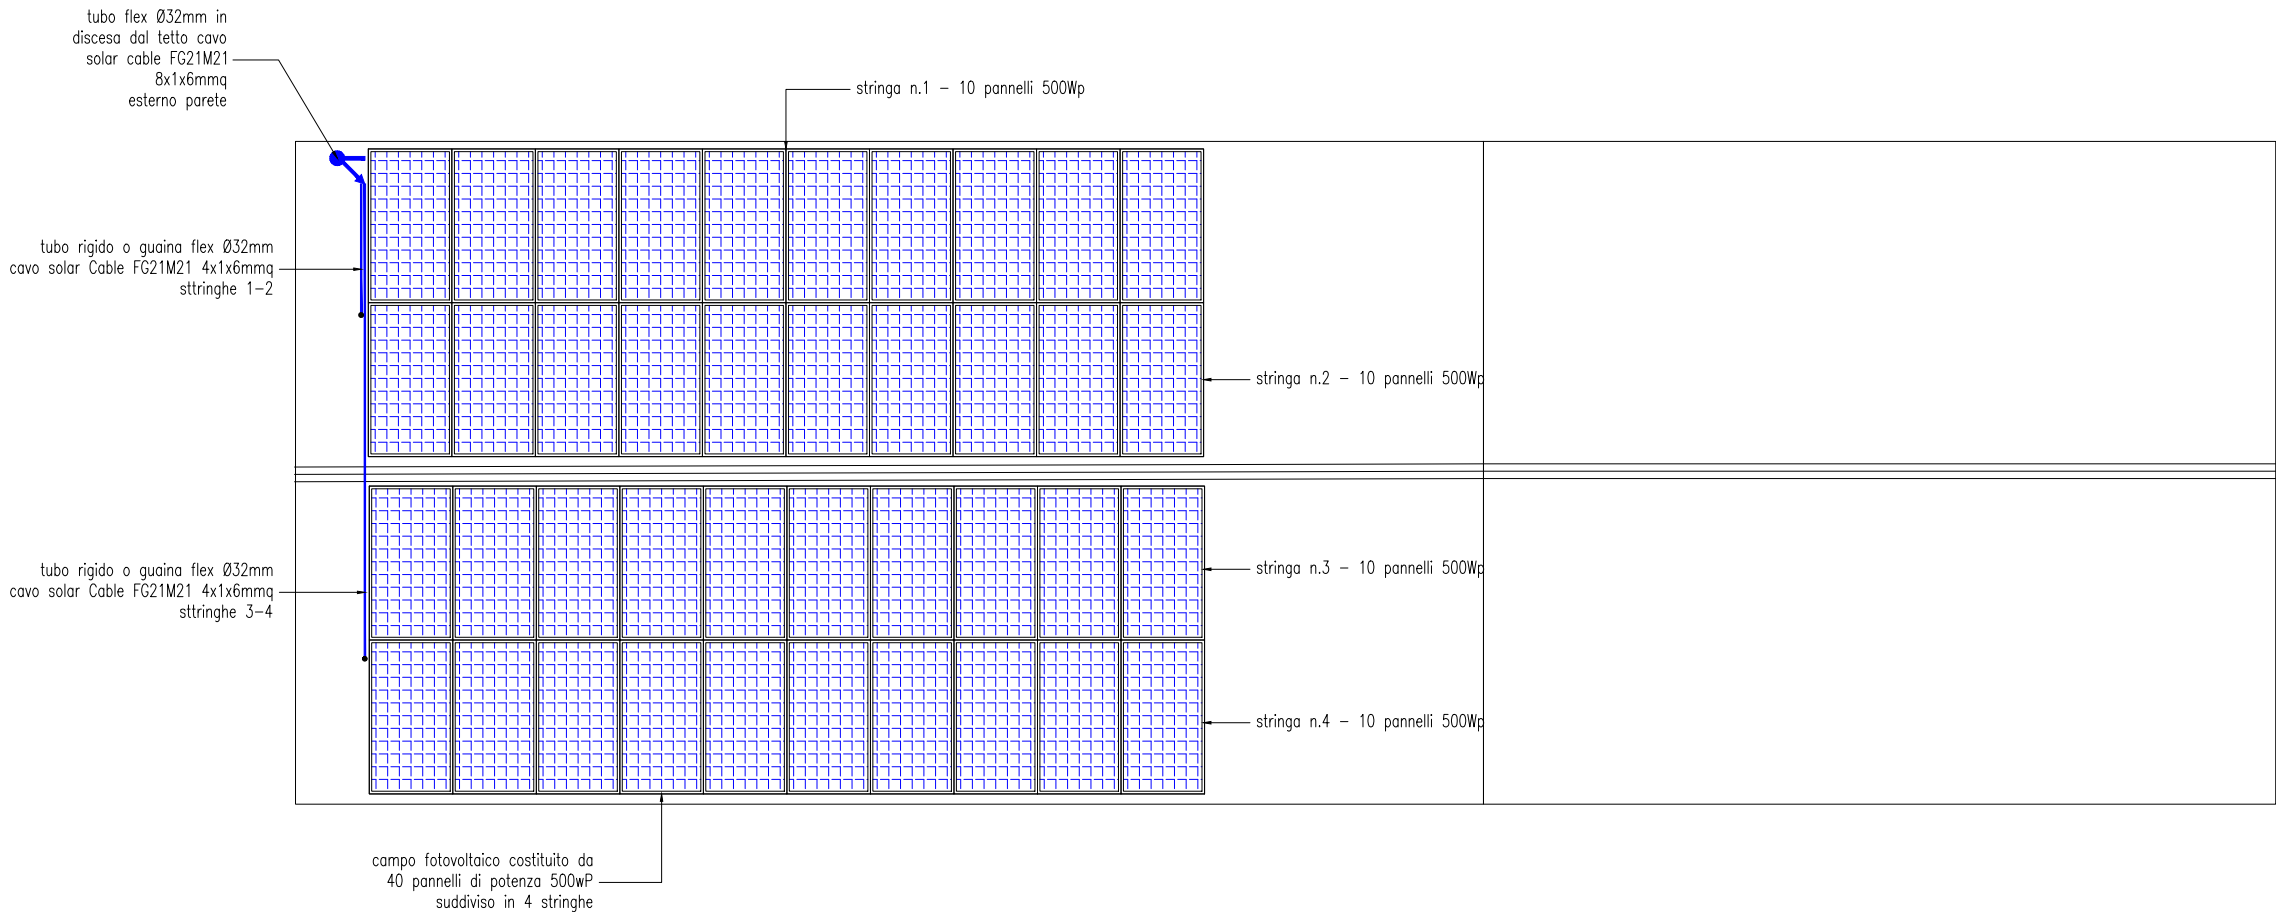 tubo flex Ø32mm in
discesa dal tetto cavo
solar cable FG21M21
8x1x6mmq
esterno parete
stringa n.1 - 10 pannelli 500Wp
tubo rigido o guaina flex Ø32mm
cavo solar Cable FG21M21 4x1x6mmq
sttringhe 1-2
stringa n.2 - 10 pannelli 500Wp
stringa n.3 - 10 pannelli 500Wp
tubo rigido o guaina flex Ø32mm
cavo solar Cable FG21M21 4x1x6mmq
sttringhe 3-4
stringa n.4 - 10 pannelli 500Wp
campo fotovoltaico costituito da
40 pannelli di potenza 500wP
suddiviso in 4 stringhe